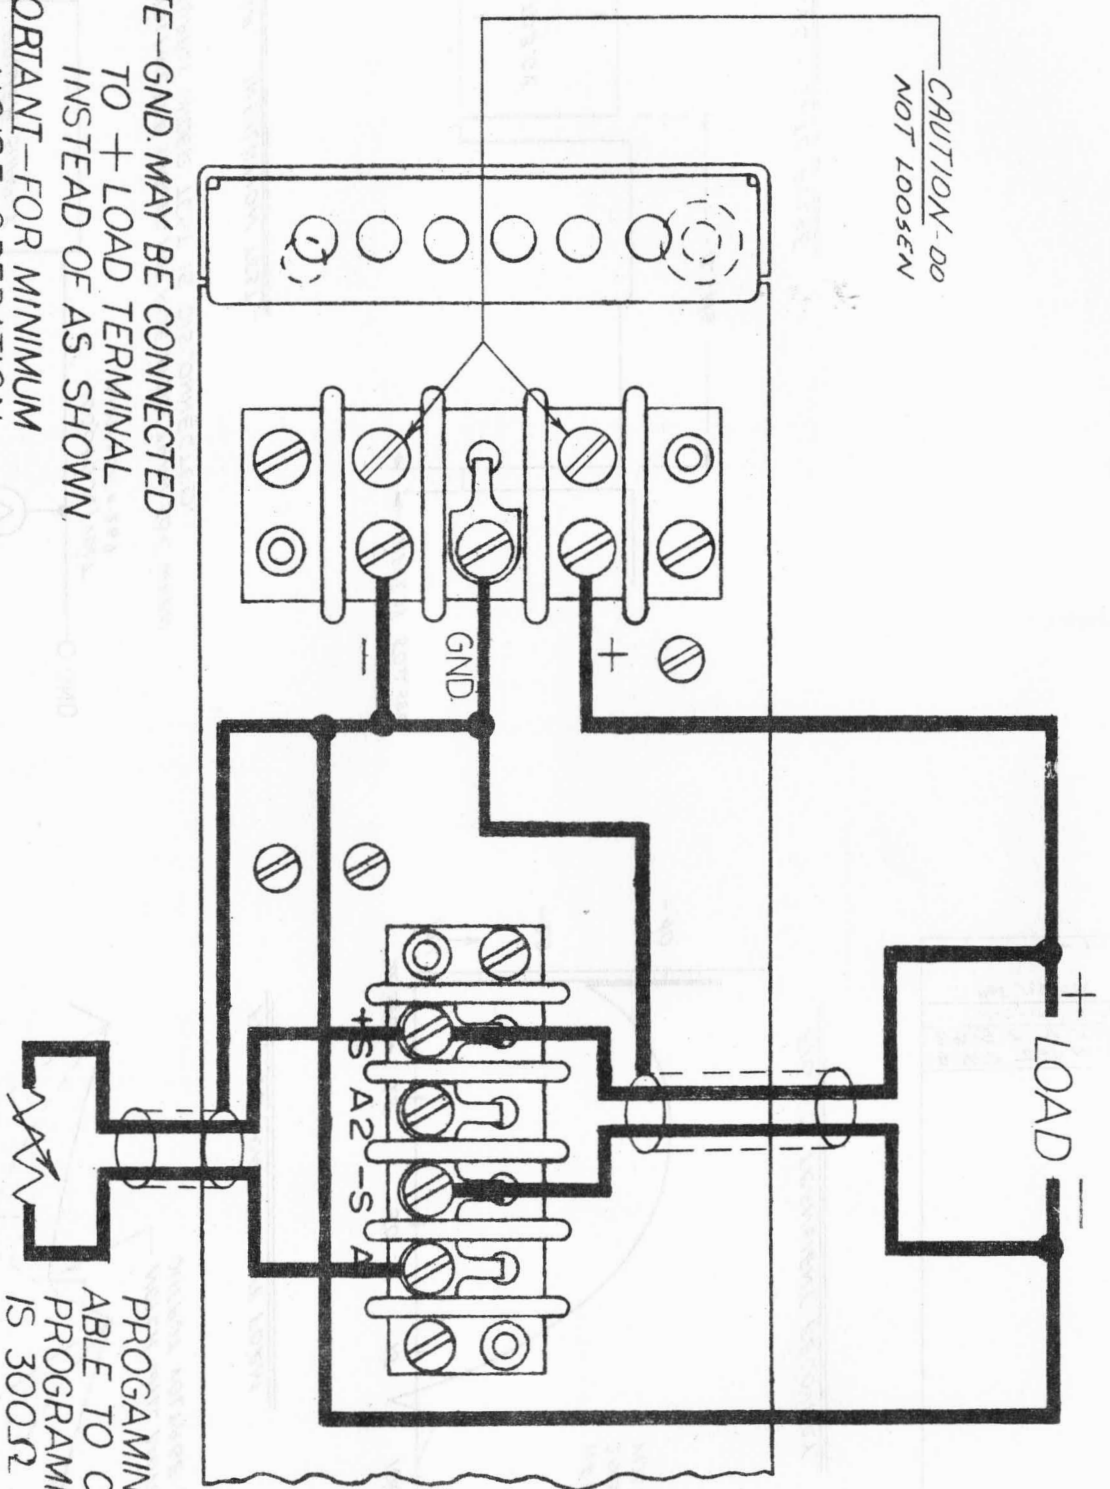 CAUTION-DO
NOT LOOSEN
TE-GND. MAY BE CONNECTED
TO + LOAD TERMINAL
INSTEAD OF AS SHOWN.
ORTANT-FOR MINIMUM
GND.
+
-
+
LOAD
-
+S
A2
-S
A
PROGAMIN
ABLE TO C
PROGRAMI
IS 300Ω